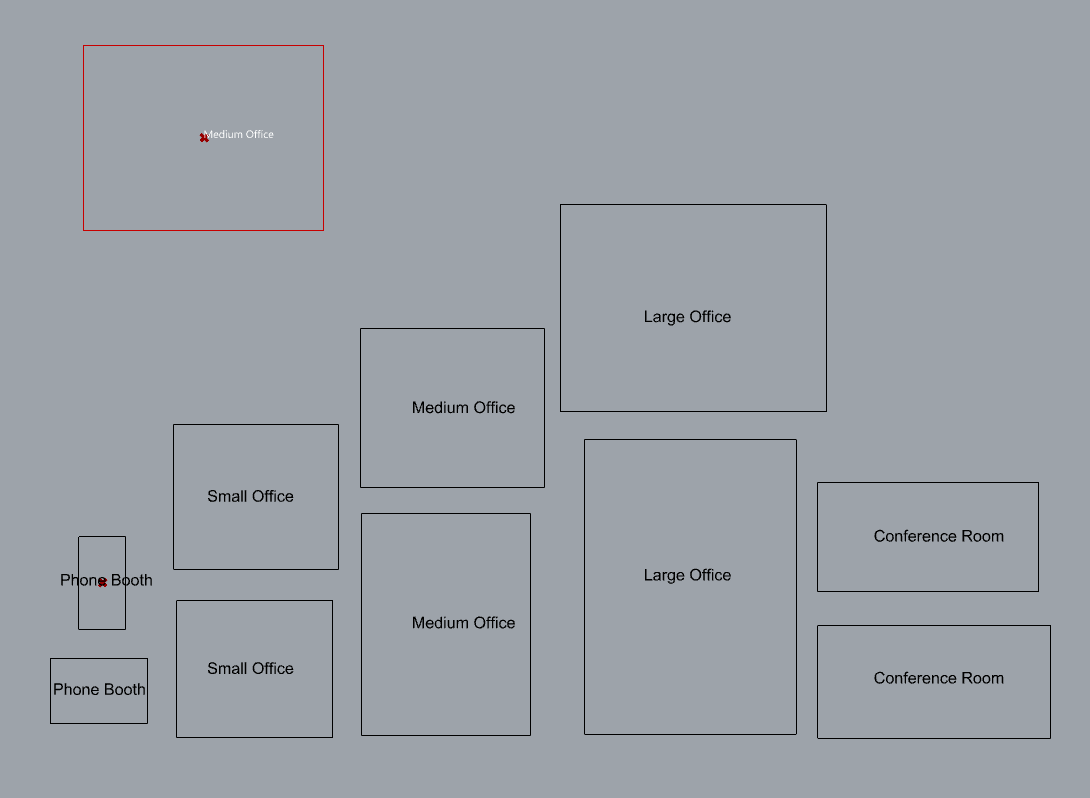 Medium Office
Large Office
Medium Office
Small Office
Conference Room
Phone Booth
Large Office
Medium Office
Small Office
Conference Room
Phone Booth